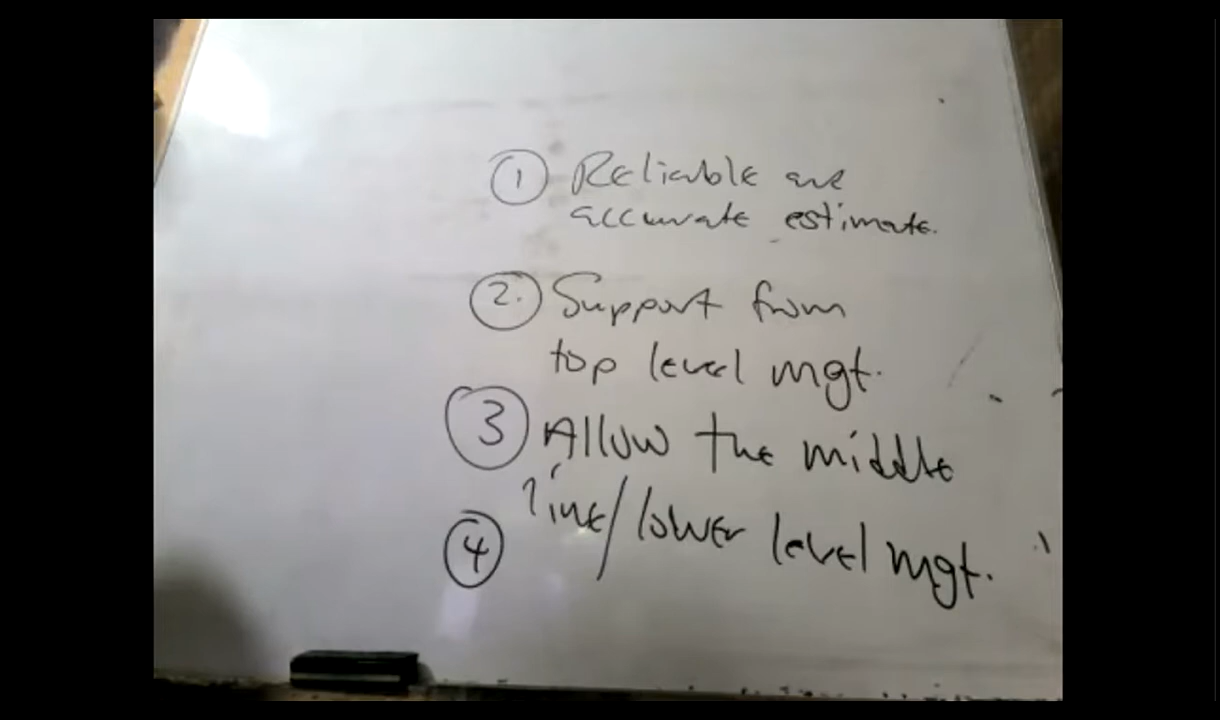 ① Reliable and
accurate estimate.
② Support from
top level mgt.
③ Allow the middle
line/lower level mgt.
④